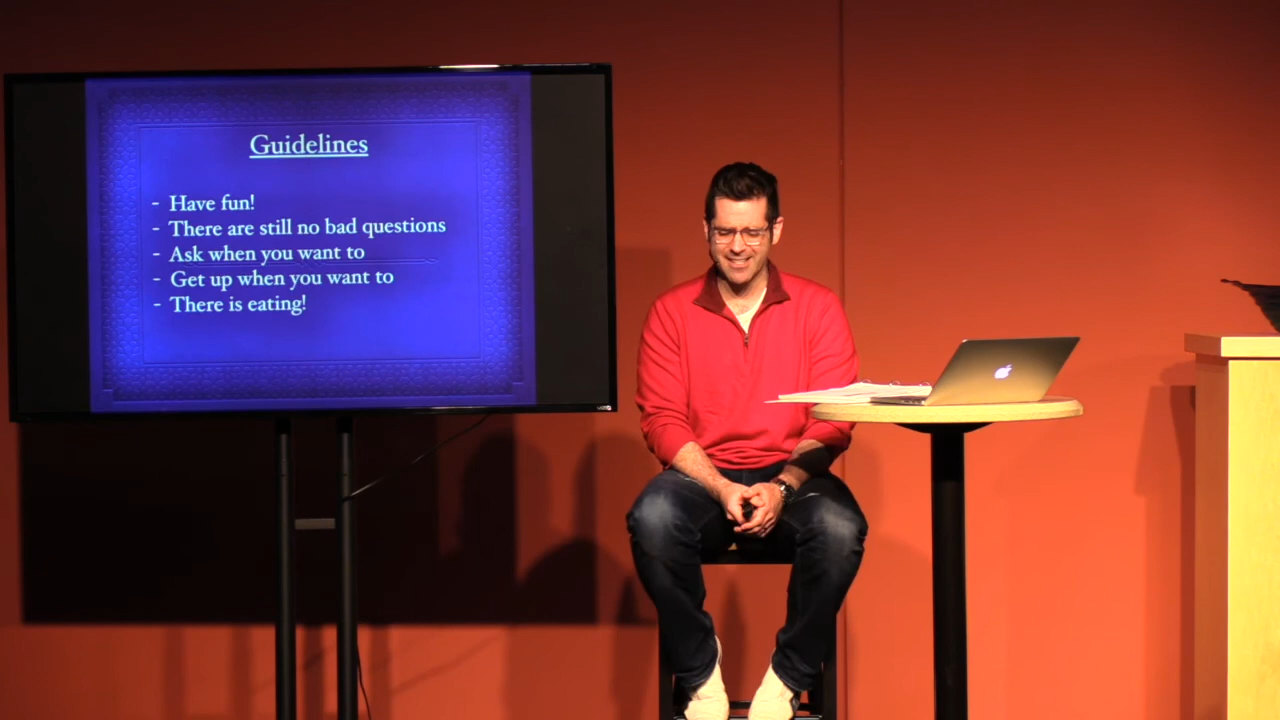 Guidelines
- Have fun!
- There are still no bad questions
- Ask when you want to
- Get up when you want to
- There is eating!